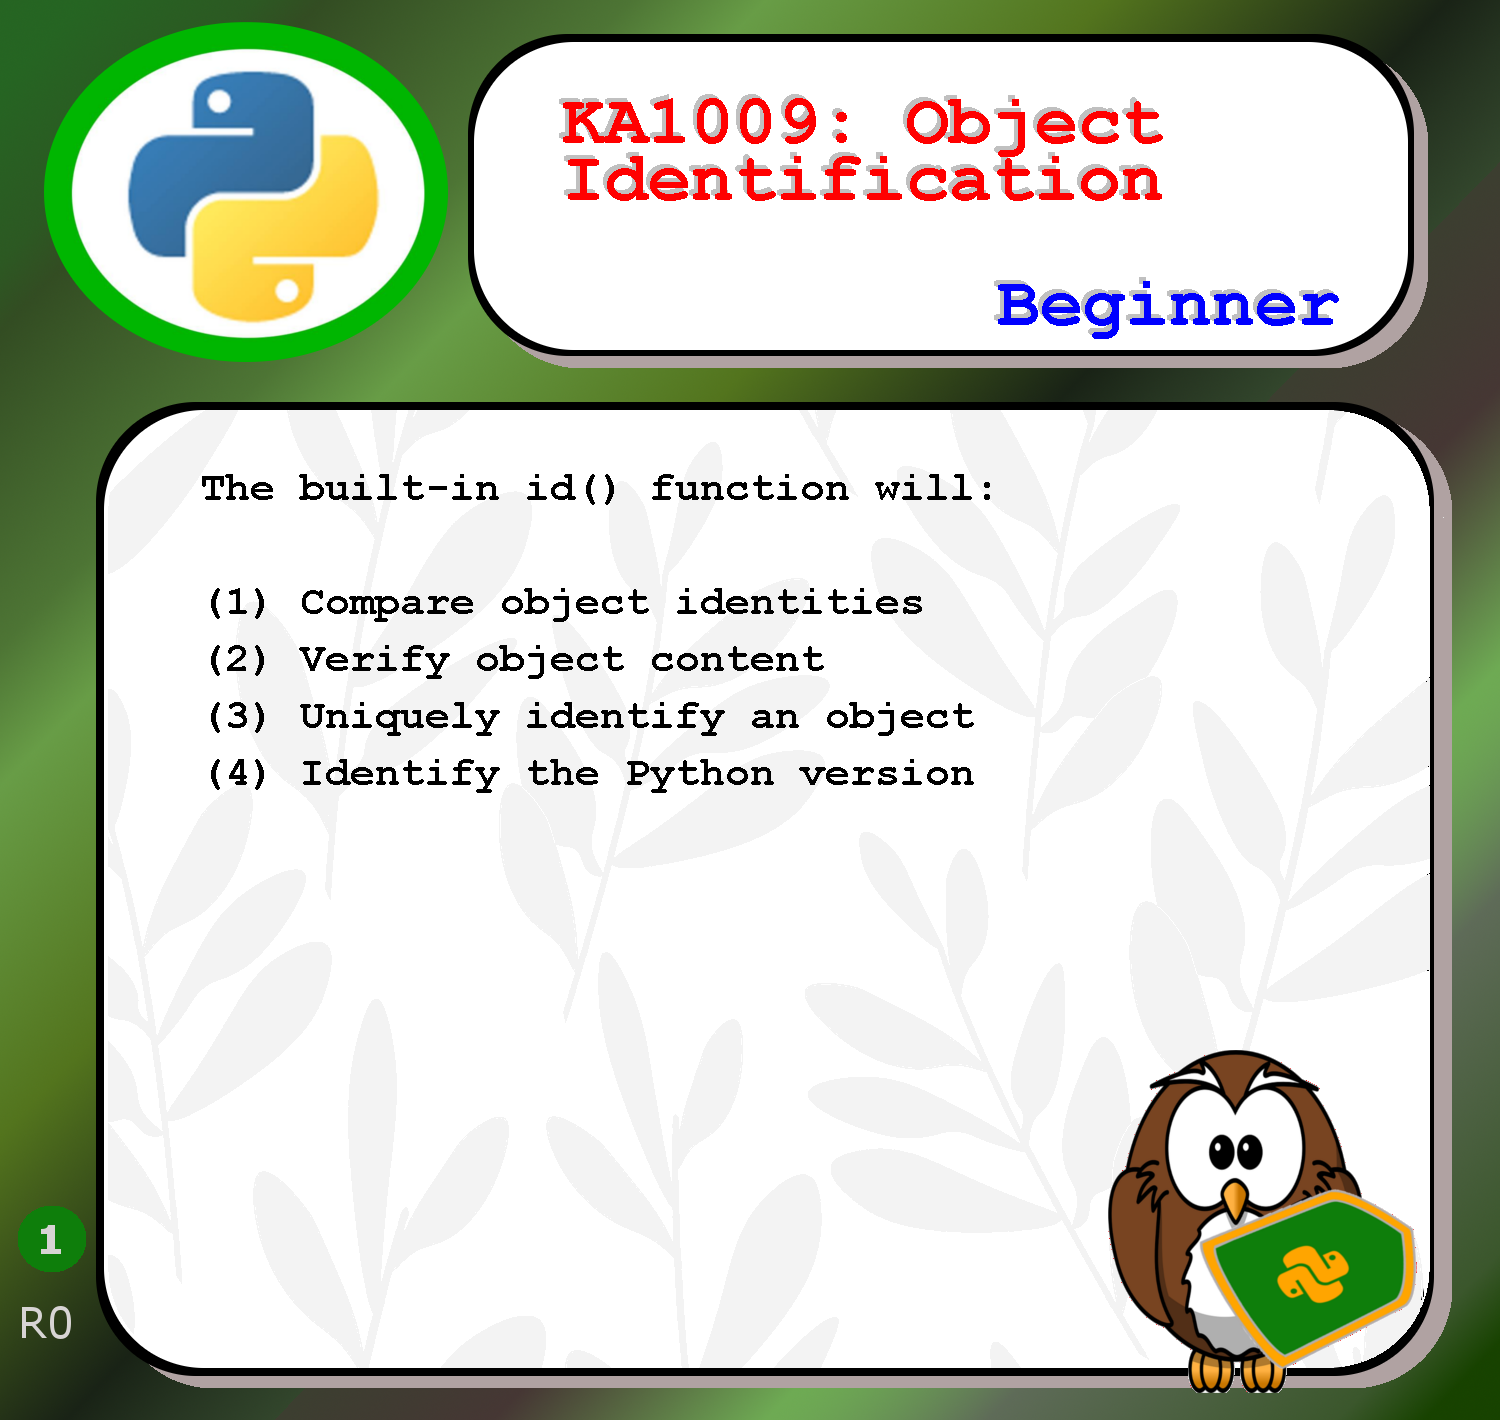 KA1009: Object
Identification
Beginner
The built-in id() function will:
(1) Compare object identities
(2) Verify object content
(3) Uniquely identify an object
(4) Identify the Python version
1
R0